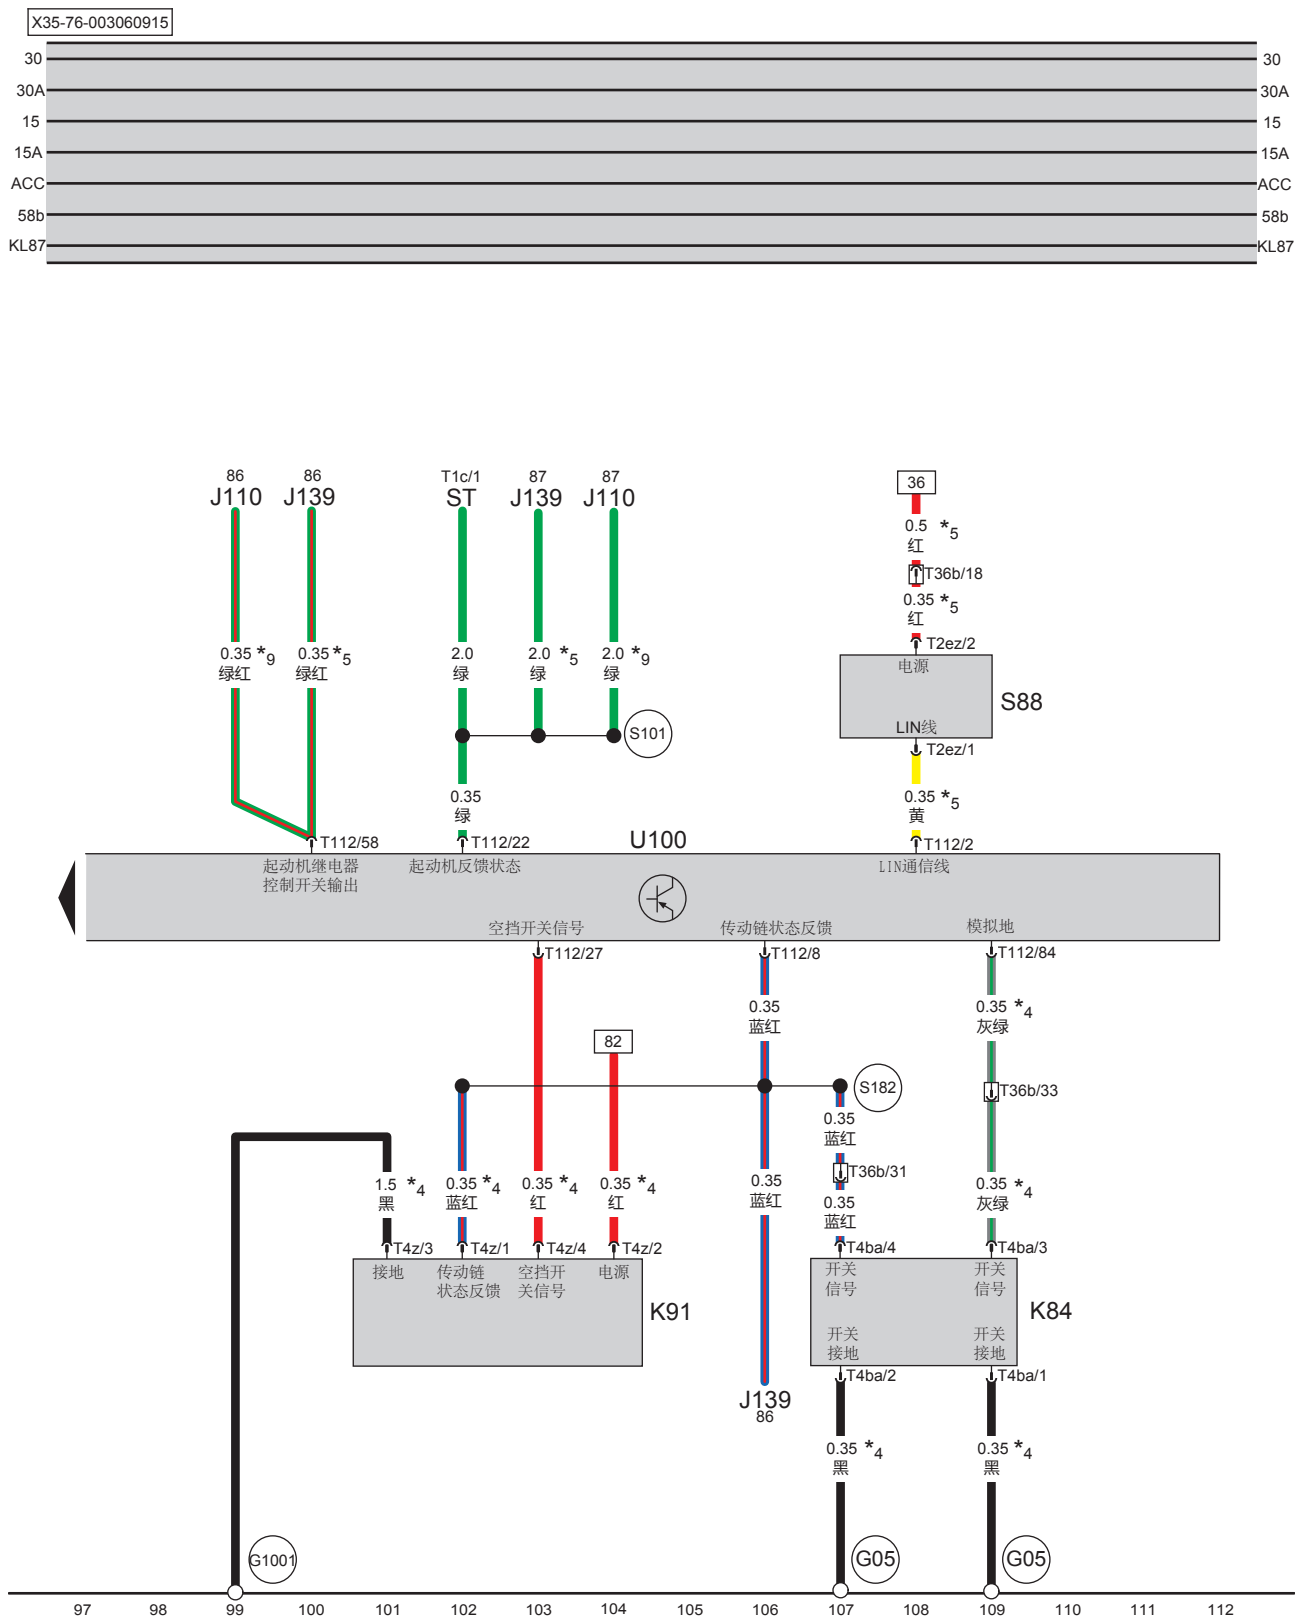 X35-76-003060915
30 30
30A 30A
15 15
15A 15A
ACC ACC
58b 58b
KL87 KL87
86 86 T1c/1 87 87 36
J110 J139 ST J139 J110
0.5 *5
红
T36b/18
0.35 *5
红
T2ez/2
电源
S88
LIN线
T2ez/1
0.35 *9 0.35 *5 2.0 2.0 *5 2.0 *9
绿红 绿红 绿 绿 绿
S101
0.35 0.35 *5
绿 黄
T112/58 T112/22 U100 T112/2
起动机继电器 起动机反馈状态 LIN通信线
控制开关输出
空挡开关信号 传动链状态反馈 模拟地
T112/27 T112/8 T112/84
0.35 0.35 *4
蓝红 灰绿
82
S182 T36b/33
0.35
蓝红
T36b/31
1.5 *4 0.35 *4 0.35 *4 0.35 *4 0.35 0.35 0.35 *4
黑 蓝红 红 红 蓝红 蓝红 灰绿
T4z/3 T4z/1 T4z/4 T4z/2 T4ba/4 T4ba/3
接地 传动链 空挡开 电源 开关 开关
状态反馈 关信号 信号 信号
K91 K84
开关 开关
接地 接地
T4ba/2 T4ba/1
J139
86
0.35 *4 0.35 *4
黑 黑
G1001 G05 G05
97 98 99 100 101 102 103 104 105 106 107 108 109 110 111 112